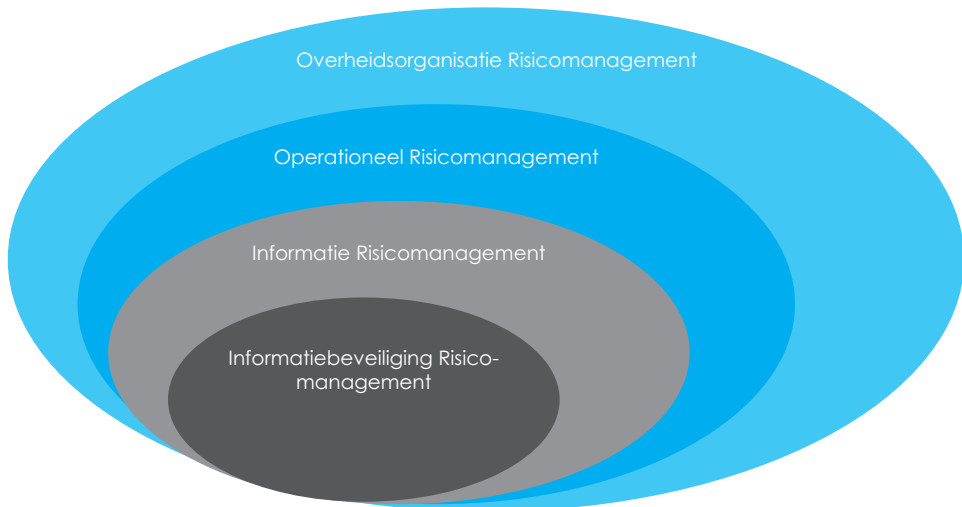 Overheidsorganisatie Risicomanagement
Operationeel Risicomanagement
Informatie Risicomanagement
Informatiebeveiliging Risico-
management